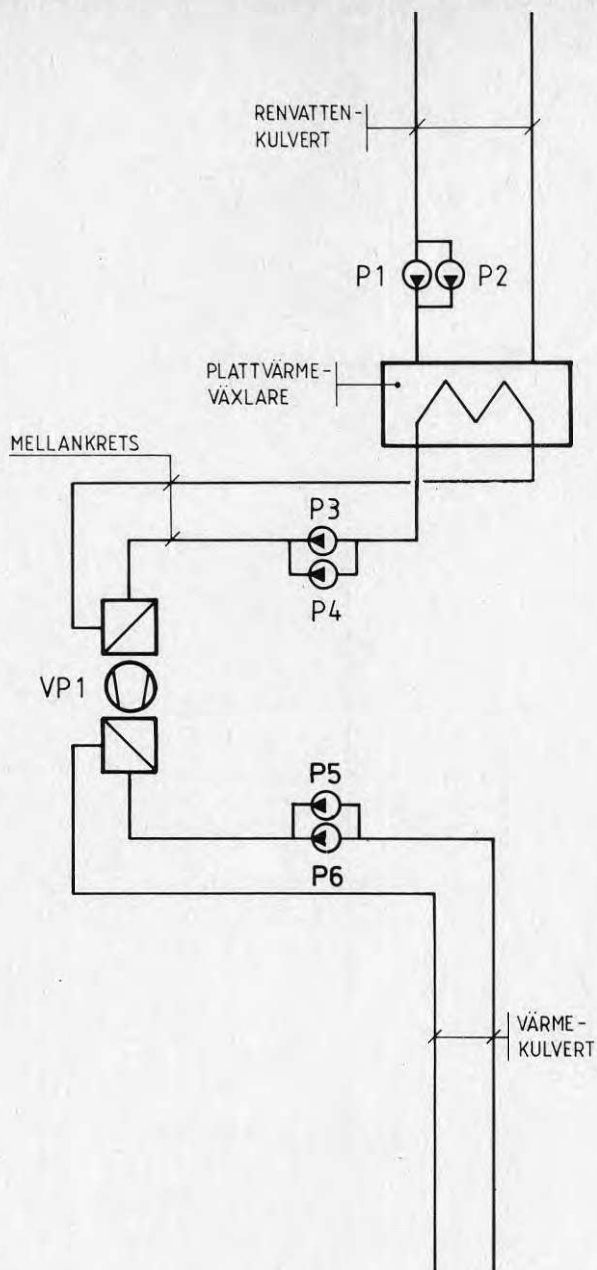 RENVATTEN-
KULVERT
P1
P2
PLATTVÄRME-
VÄXLARE
MELLANKRETS
P3
P4
VP1
P5
P6
VÄRME-
KULVERT